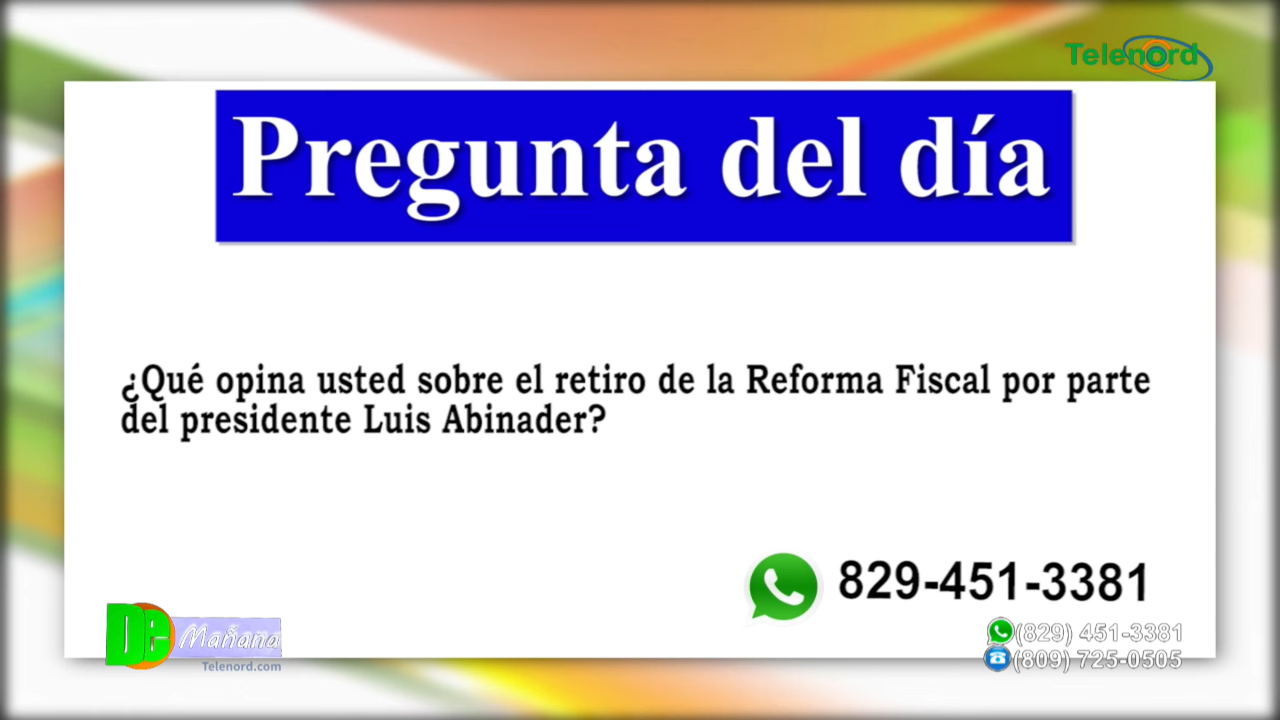 Telenord
Pregunta del día
¿Qué opina usted sobre el retiro de la Reforma Fiscal por parte
del presidente Luis Abinader?
829-451-3381
De Mañana
Telenord.com
(829) 451-3381
(809) 725-0505